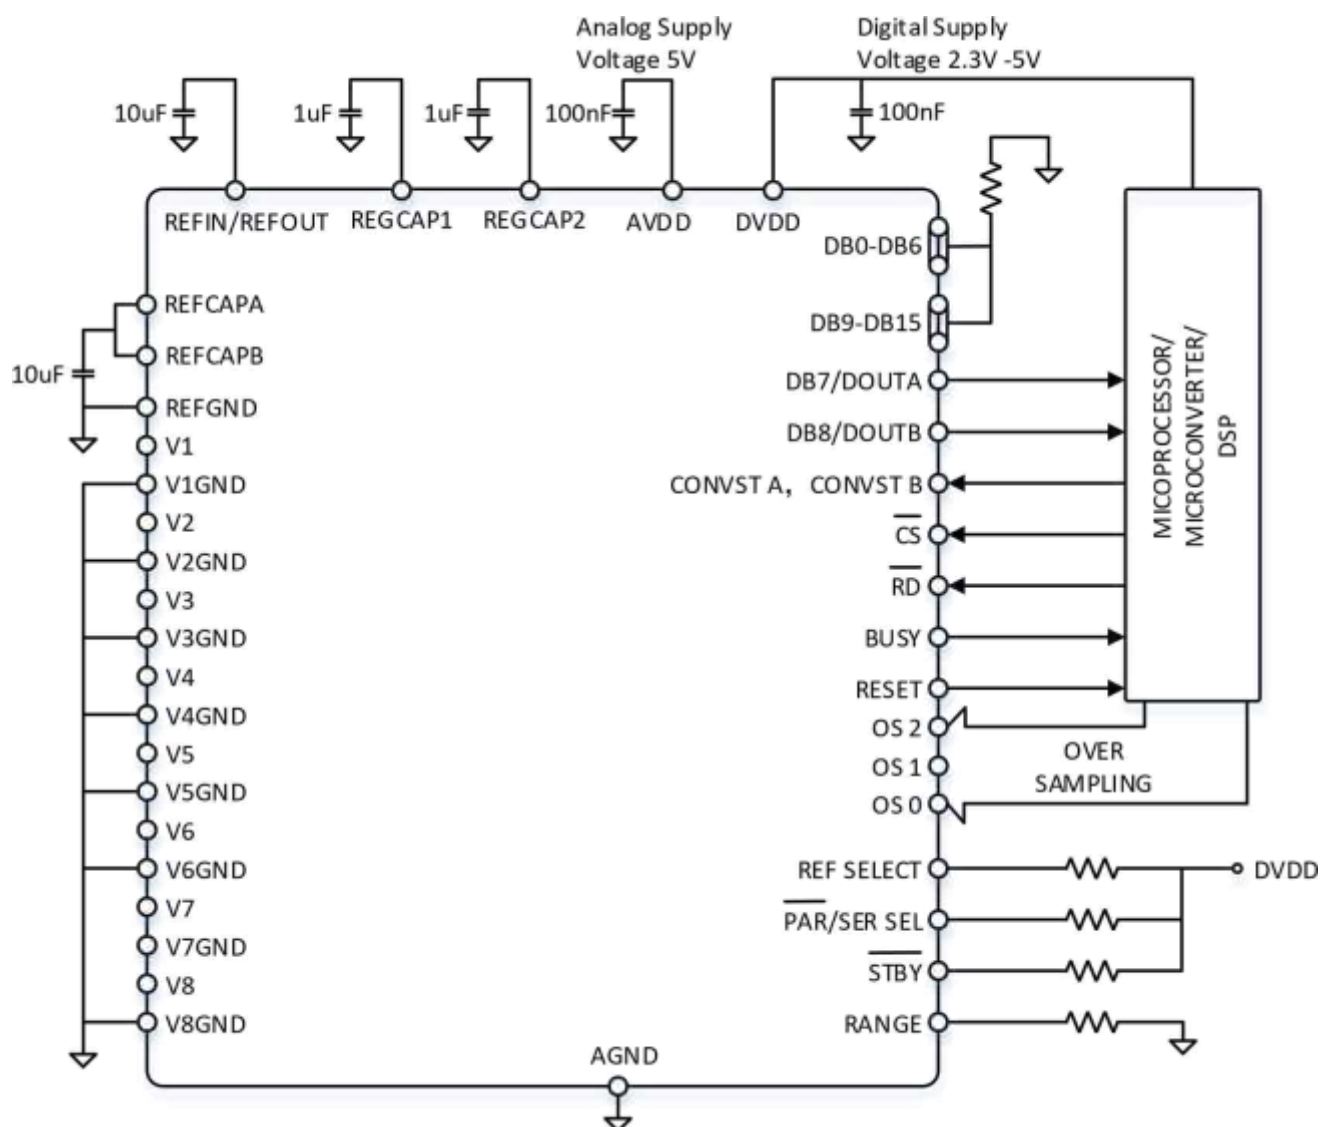 Analog Supply
Voltage 5V
Digital Supply
Voltage 2.3V -5V
10uF
1uF
1uF
100nF
100nF
REFIN/REFOUT
REGCAP1
REGCAP2
AVDD
DVDD
REFCAPA
REFCAPB
10uF
REFGND
V1
V1GND
V2
V2GND
V3
V3GND
V4
V4GND
V5
V5GND
V6
V6GND
V7
V7GND
V8
V8GND
AGND
DB0-DB6
DB9-DB15
DB7/DOUTA
DB8/DOUTB
CONVST A, CONVST B
CS
RD
BUSY
RESET
OS 2
OS 1
OS 0
OVER
SAMPLING
REF SELECT
PAR/SER SEL
STBY
RANGE
DVDD
MICOPROCESSOR/
MICROCONVERTER/
DSP